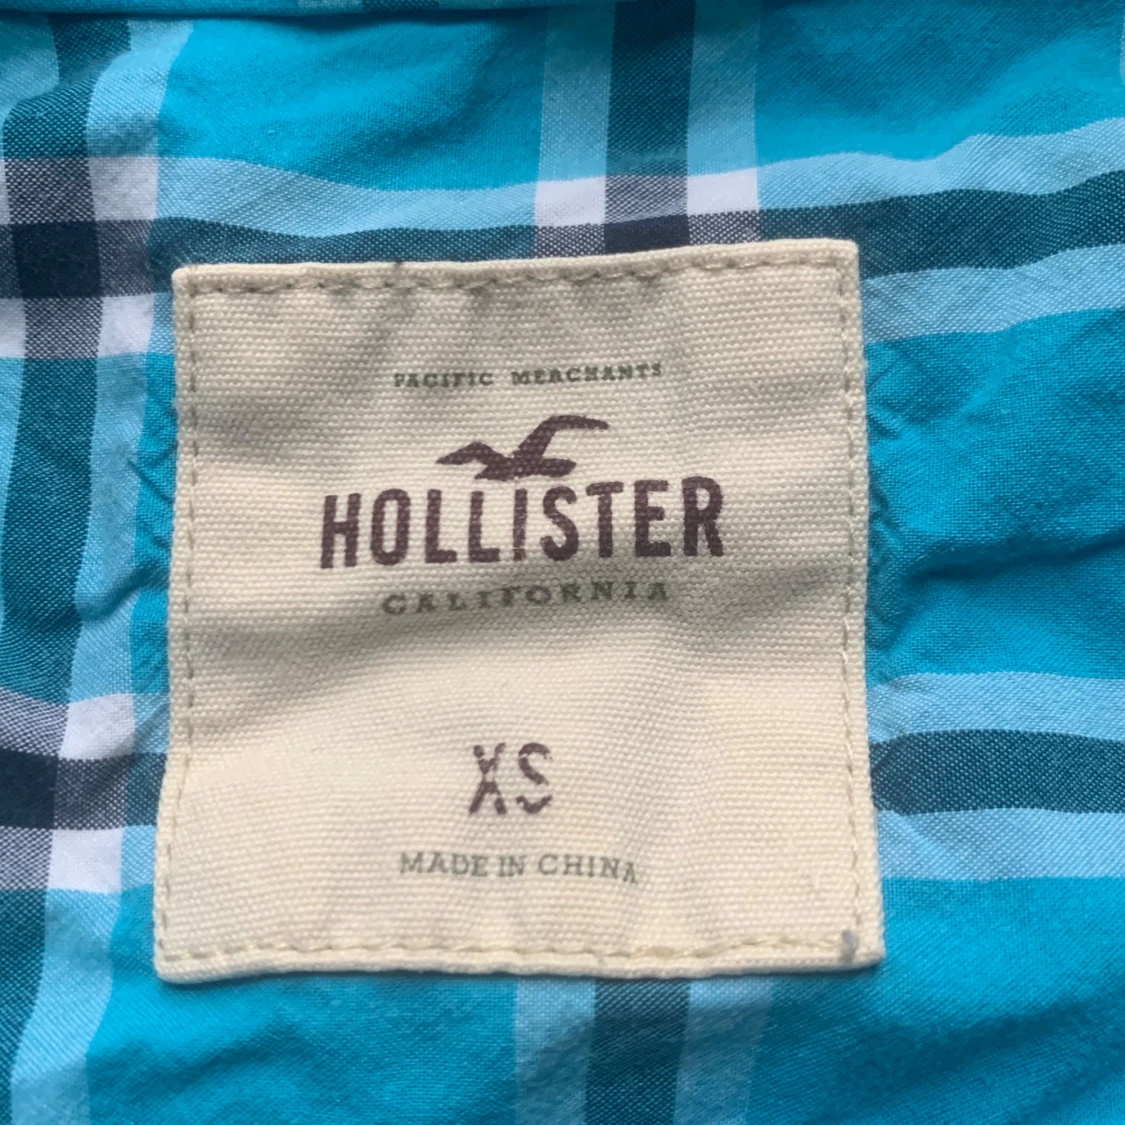 PACIFIC MERCHANTS
HOLLISTER
CALIFORNIA
XS
MADE IN CHINA